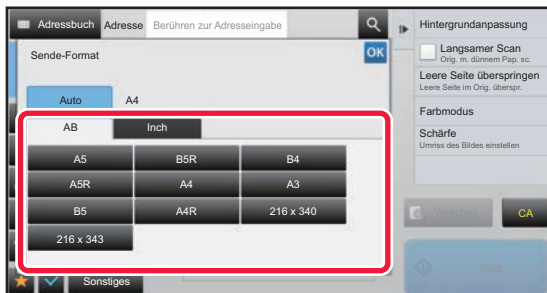 Adressbuch Adresse Berühren zur Adresseingabe
Sende-Format OK
Auto A4
AB Inch
A5 B5R B4
A5R A4 A3
B5 A4R 216 x 340
216 x 343
Sonstiges
Hintergrundanpassung
Langsamer Scan
Orig. m. dünnem Pap. sc.
Leere Seite überspringen
Leere Seite im Orig. überspr.
Farbmodus
Schärfe
Umriss des Bildes einstellen
Vorschau CA
Start